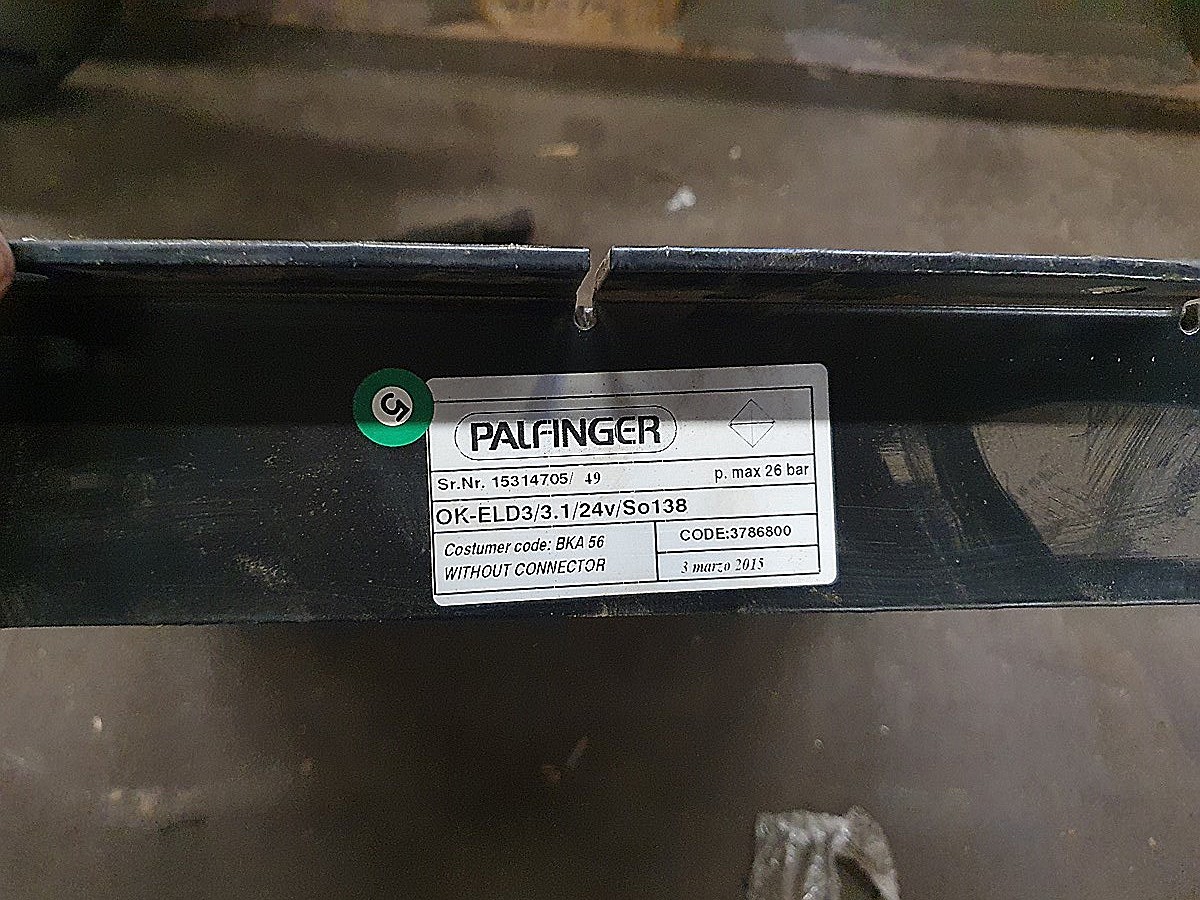 G
PALFINGER
Sr.Nr. 15314705/ 49 p. max 26 bar
OK-ELD3/3.1/24v/So138
Costumer code: BKA 56
WITHOUT CONNECTOR
CODE:3786800
3 marzo 2015